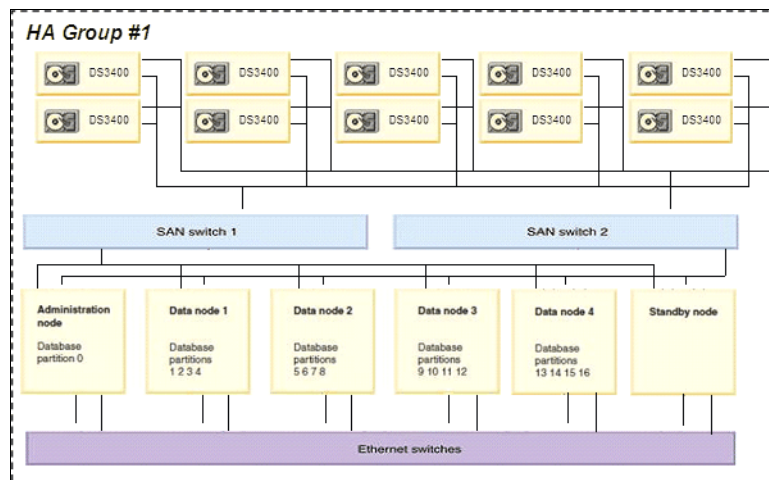 HA Group #1
DS3400 DS3400 DS3400 DS3400 DS3400
DS3400 DS3400 DS3400 DS3400 DS3400
SAN switch 1
SAN switch 2
Administration
node
Database
partition 0
Data node 1
Database
partitions
1 2 3 4
Data node 2
Database
partitions
5 6 7 8
Data node 3
Database
partitions
9 10 11 12
Data node 4
Database
partitions
13 14 15 16
Standby node
Ethernet switches